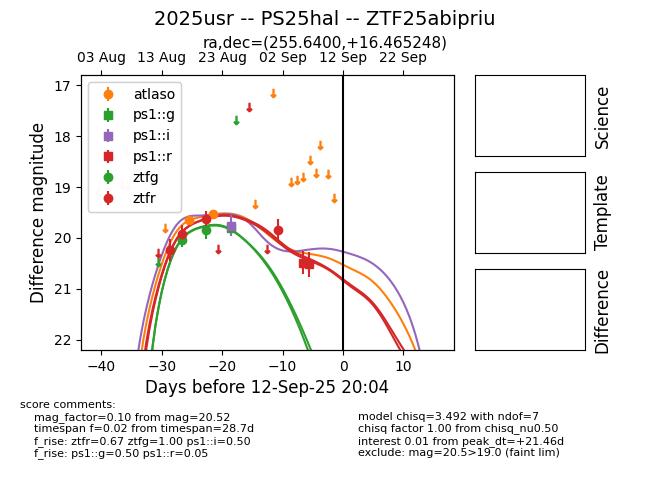 2025usr -- PS25hal -- ZTF25abipriu
ra,dec=(255.6400,+16.465248)
03 Aug 13 Aug 23 Aug 02 Sep 12 Sep 22 Sep
17
18
19
20
21
22
Difference magnitude
atlaso
ps1::g
ps1::i
ps1::r
ztfg
ztfr
−40 −30 −20 −10 0 10
Days before 12-Sep-25 20:04
Science
Template
Difference
score comments:
mag_factor=0.10 from mag=20.52
timespan f=0.02 from timespan=28.7d
f_rise: ztfr=0.67 ztfg=1.00 ps1::i=0.50
f_rise: ps1::g=0.50 ps1::r=0.05
model chisq=3.492 with ndof=7
chisq factor 1.00 from chisq_nu0.50
interest 0.01 from peak_dt=+21.46d
exclude: mag=20.5>19.0 (faint lim)